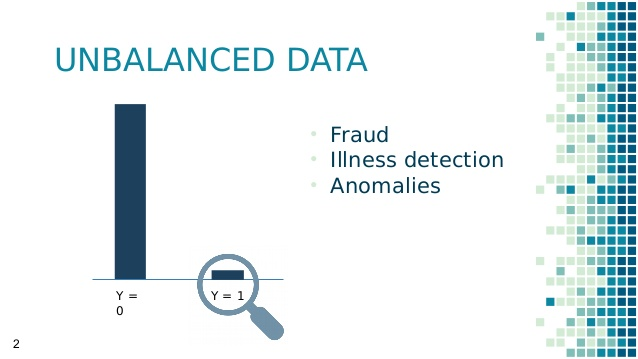 UNBALANCED DATA
• Fraud
• Illness detection
• Anomalies
Y =
0
Y = 1
2